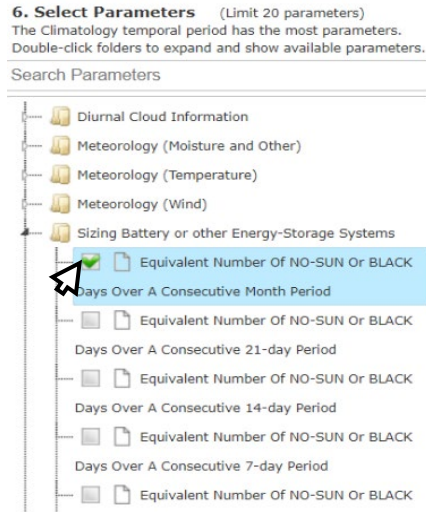 6. Select Parameters (Limit 20 parameters)
The Climatology temporal period has the most parameters.
Double-click folders to expand and show available parameters.
Search Parameters
Diurnal Cloud Information
Meteorology (Moisture and Other)
Meteorology (Temperature)
Meteorology (Wind)
Sizing Battery or other Energy-Storage Systems
Equivalent Number Of NO-SUN Or BLACK
Days Over A Consecutive Month Period
Equivalent Number Of NO-SUN Or BLACK
Days Over A Consecutive 21-day Period
Equivalent Number Of NO-SUN Or BLACK
Days Over A Consecutive 14-day Period
Equivalent Number Of NO-SUN Or BLACK
Days Over A Consecutive 7-day Period
Equivalent Number Of NO-SUN Or BLACK